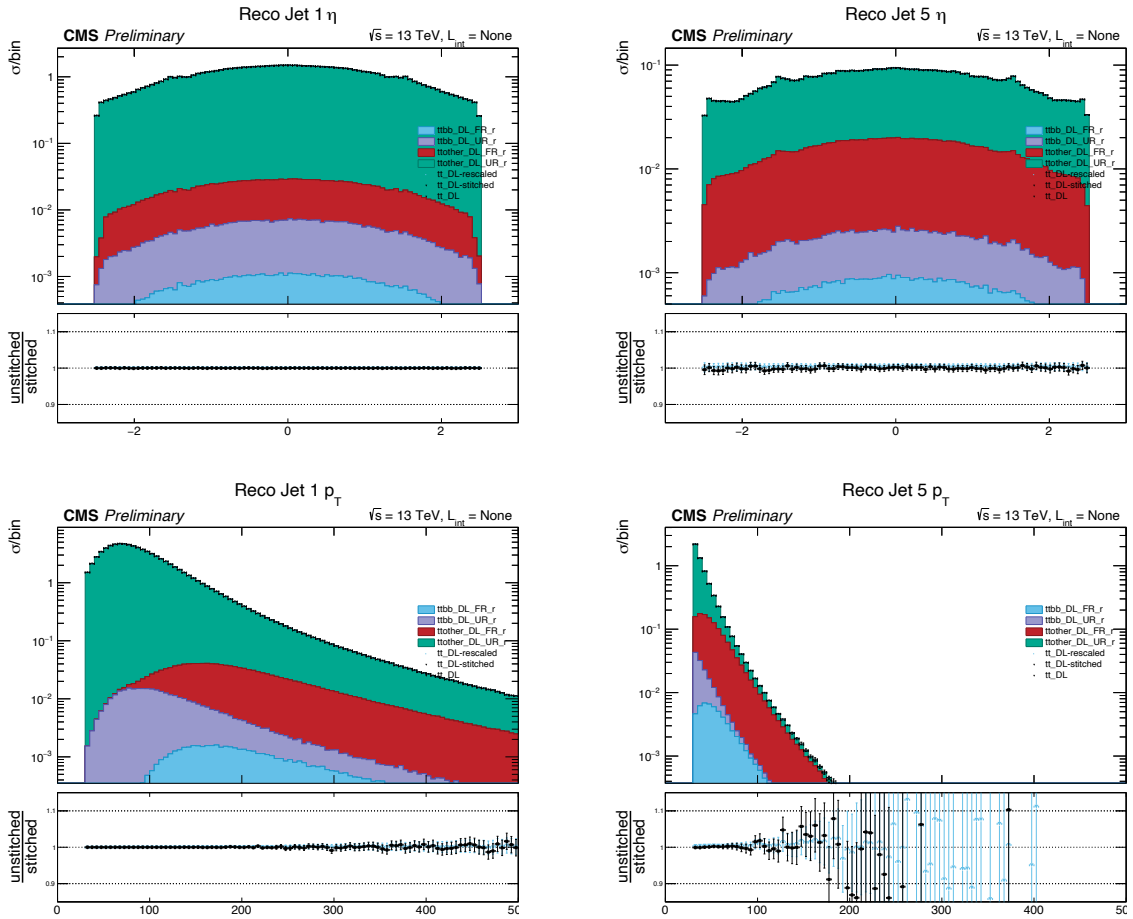 Reco Jet 1 η
CMS Preliminary
√s = 13 TeV, L_int = None
σ/bin
1
10⁻¹
10⁻²
10⁻³
ttbb_DL_FR_r
ttbb_DL_UR_r
ttother_DL_FR_r
ttother_DL_UR_r
tt_DL-rescaled
tt_DL-stitched
tt_DL
unstitched
stitched
1.1
1
0.9
−2
0
2
Reco Jet 5 η
CMS Preliminary
√s = 13 TeV, L_int = None
σ/bin
10⁻¹
10⁻²
10⁻³
ttbb_DL_FR_r
ttbb_DL_UR_r
ttother_DL_FR_r
ttother_DL_UR_r
tt_DL-rescaled
tt_DL-stitched
tt_DL
unstitched
stitched
1.1
1
0.9
−2
0
2
Reco Jet 1 p_T
CMS Preliminary
√s = 13 TeV, L_int = None
σ/bin
1
10⁻¹
10⁻²
10⁻³
ttbb_DL_FR_r
ttbb_DL_UR_r
ttother_DL_FR_r
ttother_DL_UR_r
tt_DL-rescaled
tt_DL-stitched
tt_DL
unstitched
stitched
1.1
1
0.9
0
100
200
300
400
Reco Jet 5 p_T
CMS Preliminary
√s = 13 TeV, L_int = None
σ/bin
1
10⁻¹
10⁻²
10⁻³
ttbb_DL_FR_r
ttbb_DL_UR_r
ttother_DL_FR_r
ttother_DL_UR_r
tt_DL-rescaled
tt_DL-stitched
tt_DL
unstitched
stitched
1.1
1
0.9
0
100
200
300
400